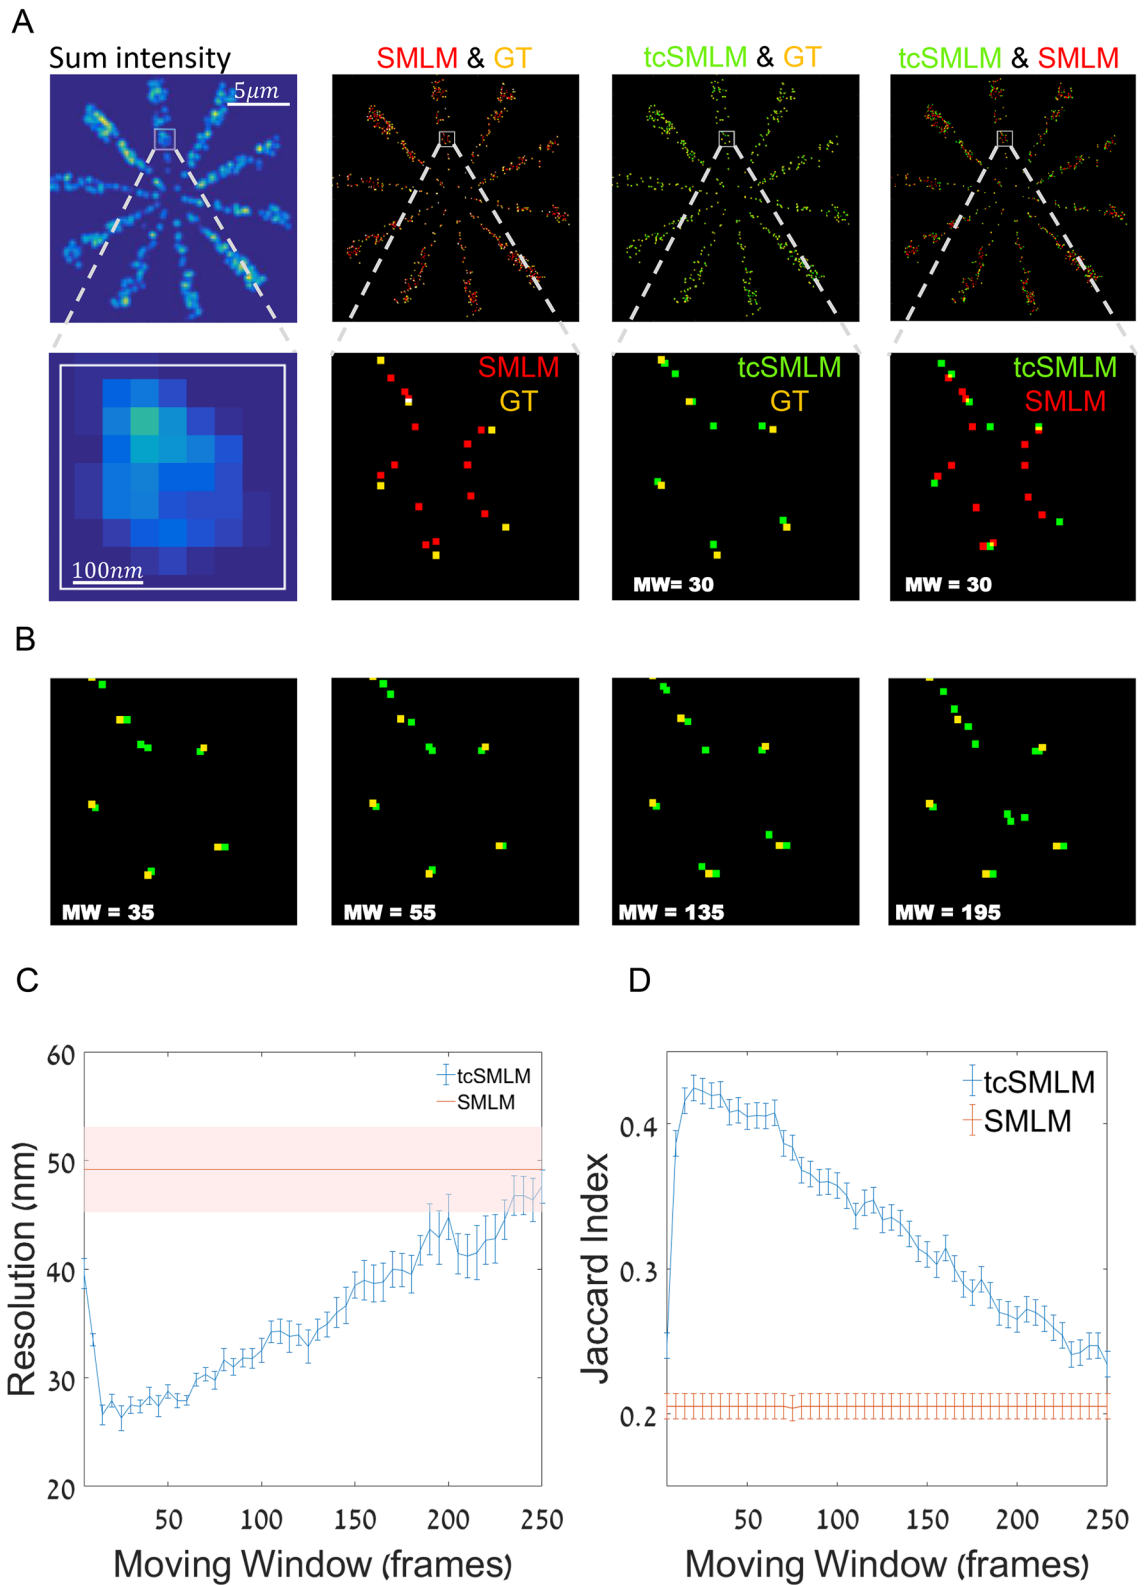 A
Sum intensity
SMLM & GT
tcSMLM & GT
tcSMLM & SMLM
5μm
SMLM
GT
tcSMLM
GT
tcSMLM
SMLM
100nm
MW= 30
MW = 30
B
MW = 35
MW = 55
MW = 135
MW = 195
C
60
50
40
30
20
Resolution (nm)
tcSMLM
SMLM
50
100
150
200
250
Moving Window (frames)
D
0.4
0.3
0.2
Jaccard Index
tcSMLM
SMLM
50
100
150
200
250
Moving Window (frames)